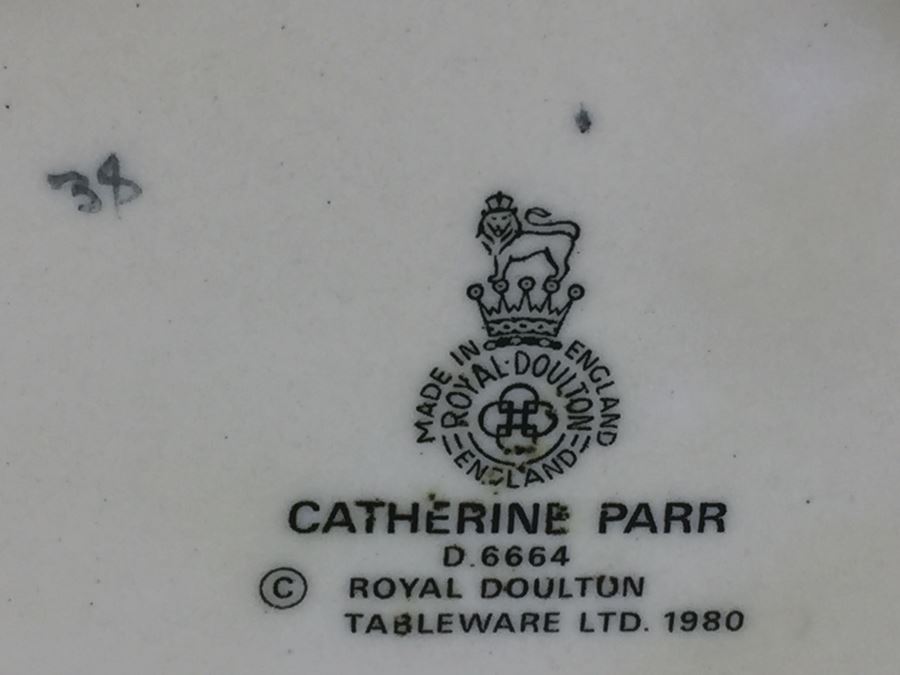 38
MADE IN ENGLAND
ROYAL·DOULTON
ENGLAND
CATHERINE PARR
D.6664
© ROYAL DOULTON
TABLEWARE LTD. 1980